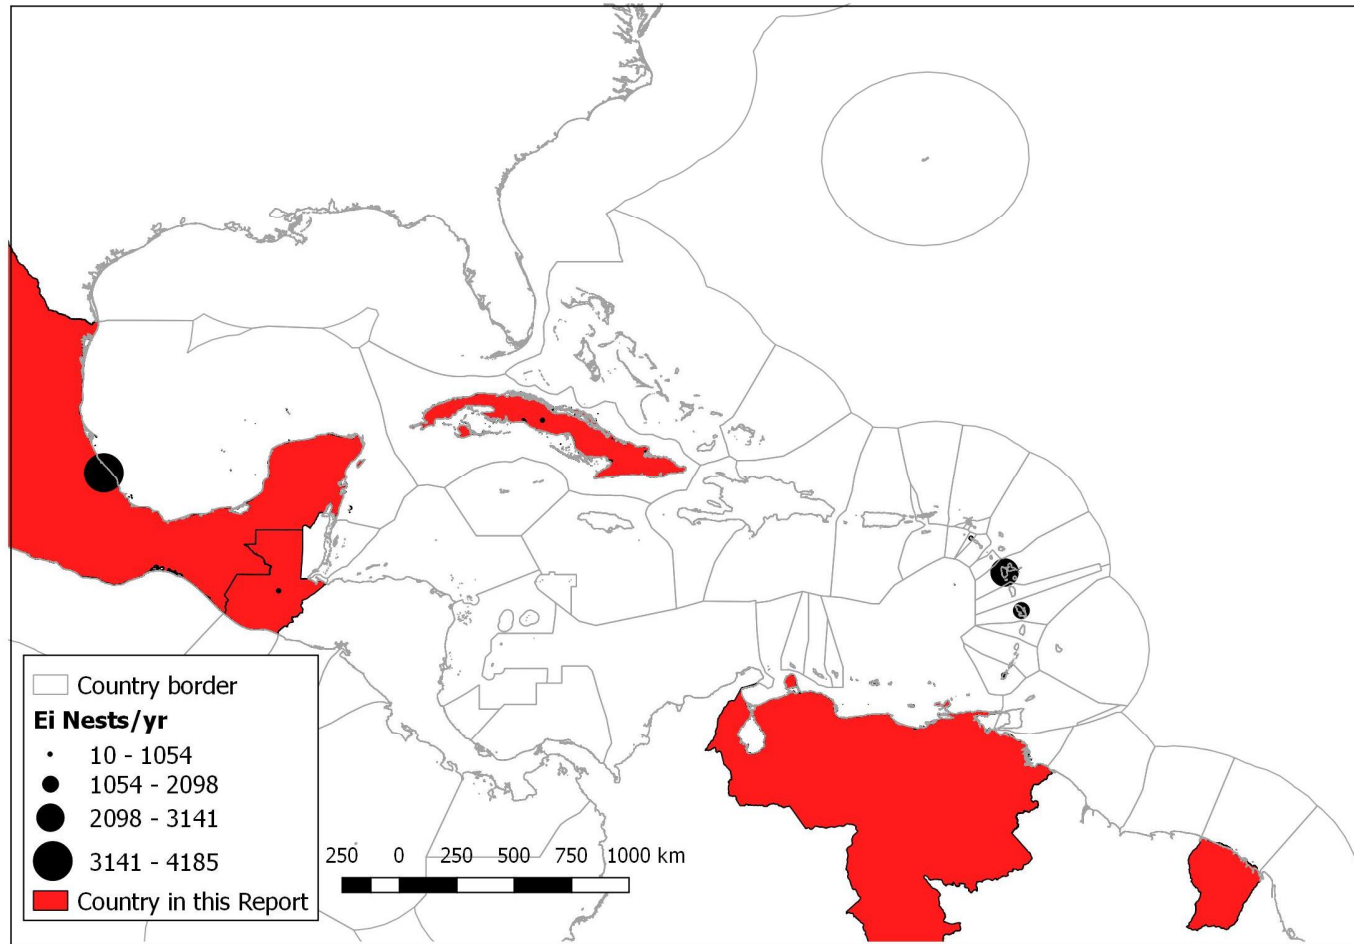 Country border
Ei Nests/yr
10 - 1054
1054 - 2098
2098 - 3141
3141 - 4185
Country in this Report
250 0 250 500 750 1000 km